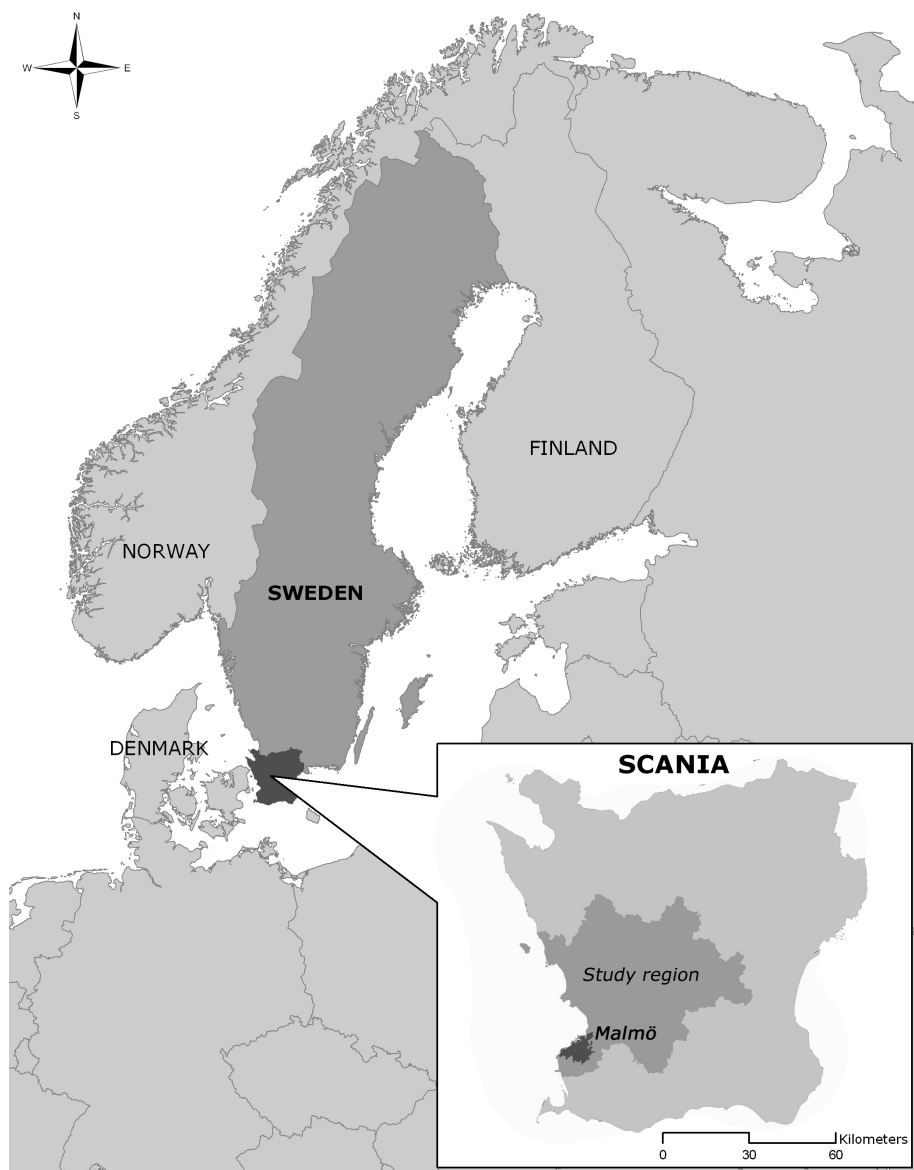 N
W E
S
FINLAND
NORWAY
SWEDEN
DENMARK
SCANIA
Study region
Malmö
Kilometers
0 30 60